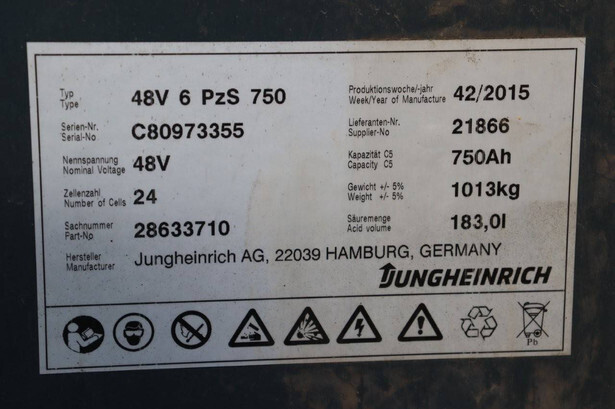 Typ
Type
48V 6 PzS 750
Produktionswoche/-jahr
Week/Year of Manufacture
42/2015
Serien-Nr.
Serial-No
C80973355
Lieferanten-Nr.
Supplier-No
21866
Nennspannung
Nominal Voltage
48V
Kapazität C5
Capacity C5
750Ah
Zellenzahl
Number of Cells
24
Gewicht +/- 5%
Weight +/- 5%
1013kg
Sachnummer
Part-No
28633710
Säuremenge
Acid volume
183,0l
Hersteller
Manufacturer
Jungheinrich AG, 22039 HAMBURG, GERMANY
JUNGHEINRICH
Pb